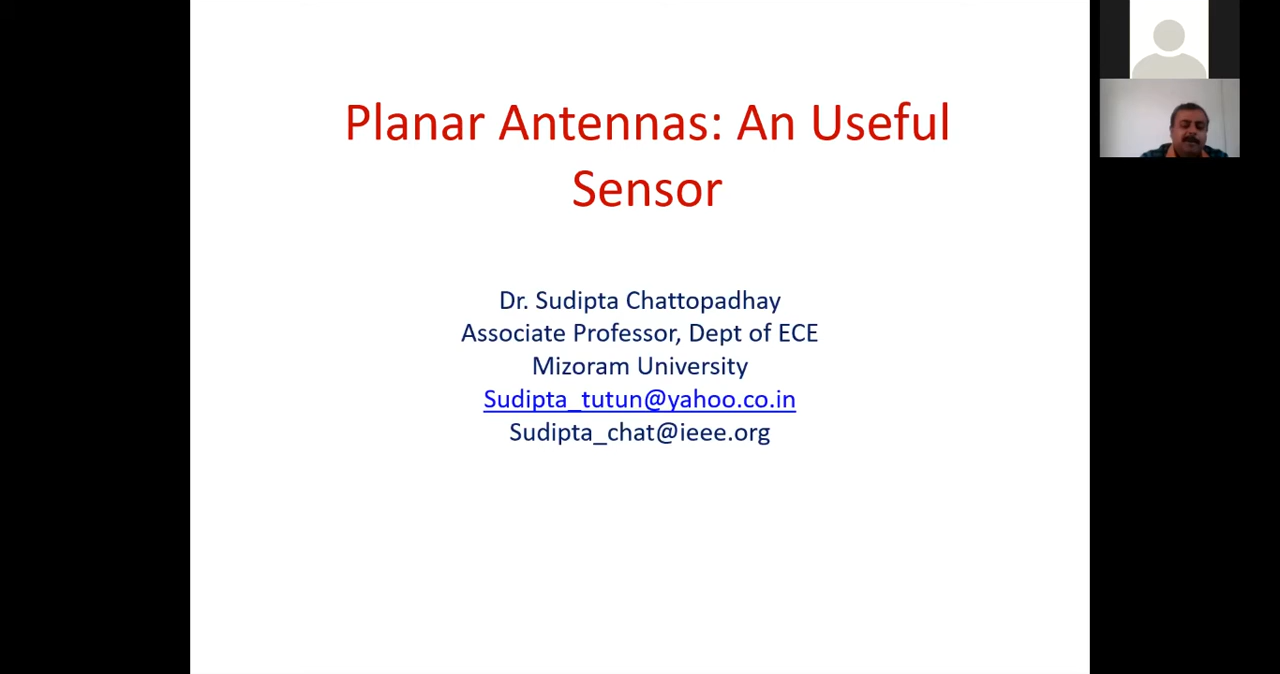 Planar Antennas: An Useful
Sensor
Dr. Sudipta Chattopadhay
Associate Professor, Dept of ECE
Mizoram University
Sudipta_tutun@yahoo.co.in
Sudipta_chat@ieee.org